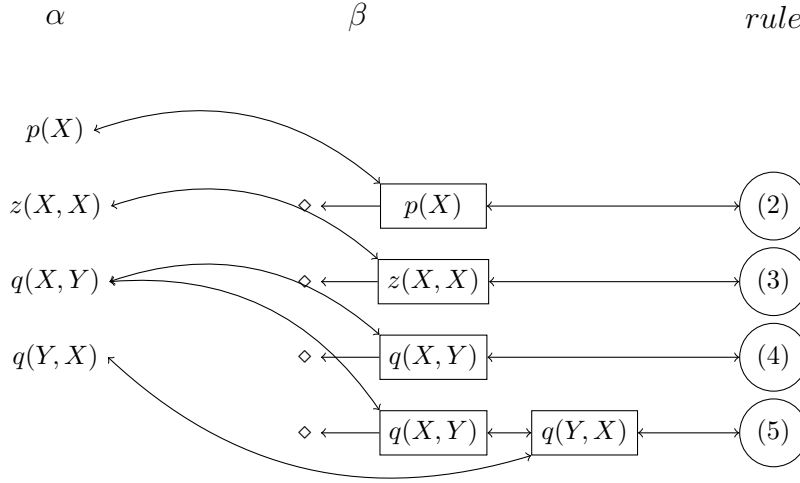 α β rule
p(X)
z(X, X) ⋄ p(X) (2)
q(X, Y) ⋄ z(X, X) (3)
q(Y, X) ⋄ q(X, Y) (4)
⋄ q(X, Y) q(Y, X) (5)